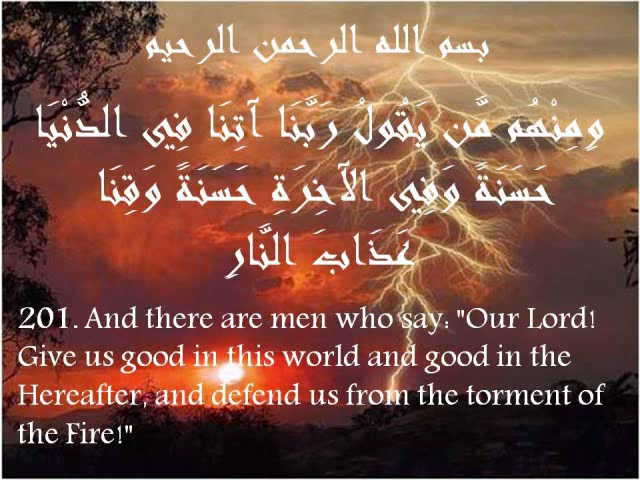 بسم الله الرحمن الرحيم
وِمِنْهُم مَّن يَقُولُ رَبَّنَا آتِنَا فِي الدُّنْيَا
حَسَنَةً وَفِي الآخِرَةِ حَسَنَةً وَقِنَا
عَذَابَ النَّارِ
201. And there are men who say: "Our Lord!
Give us good in this world and good in the
Hereafter, and defend us from the torment of
the Fire!"